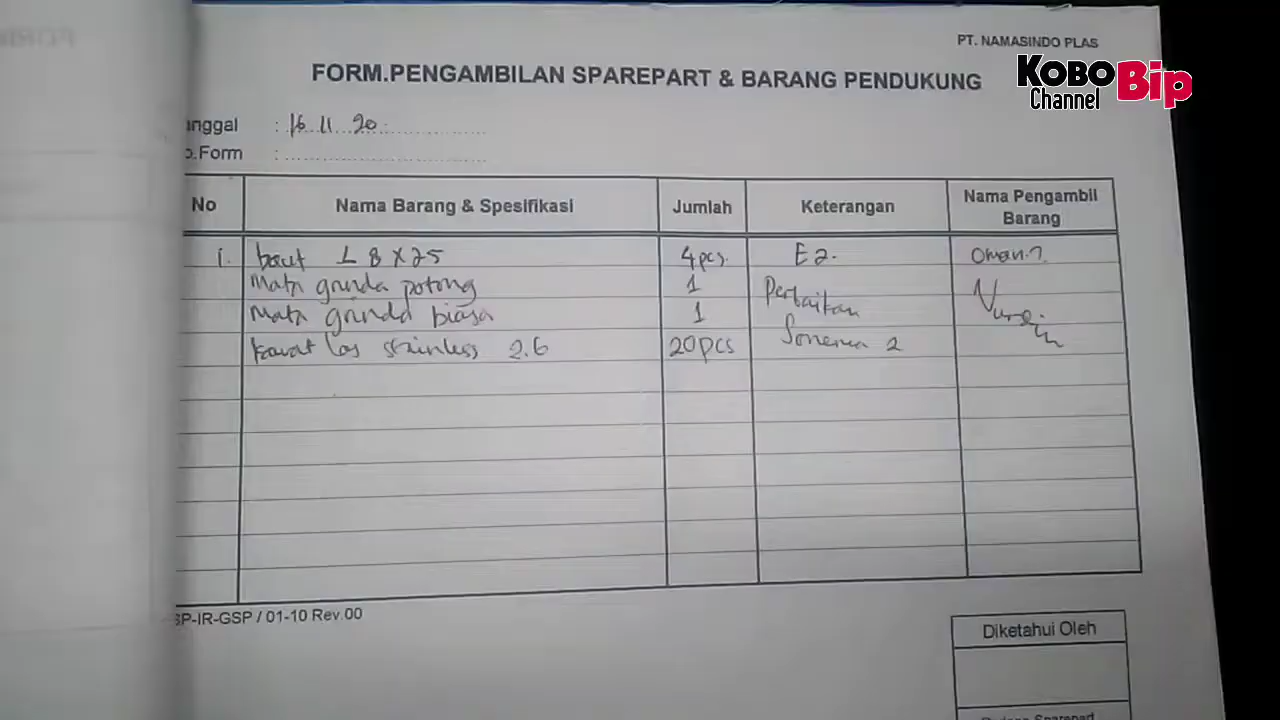 PT. NAMASINDO PLAS
KOBO Bip
Channel
FORM.PENGAMBILAN SPAREPART & BARANG PENDUKUNG
anggal : 16 11 20
o.Form :
No Nama Barang & Spesifikasi Jumlah Keterangan Nama Pengambil Barang
1. baut L 8 X 25 4 pcs. E2. Oman
Mata grinda potong 1 Perbaikan Nursin
Mata grinda biasa 1
kawat las stainless 2.6 20 pcs 2
SP-IR-GSP / 01-10 Rev.00
Diketahui Oleh